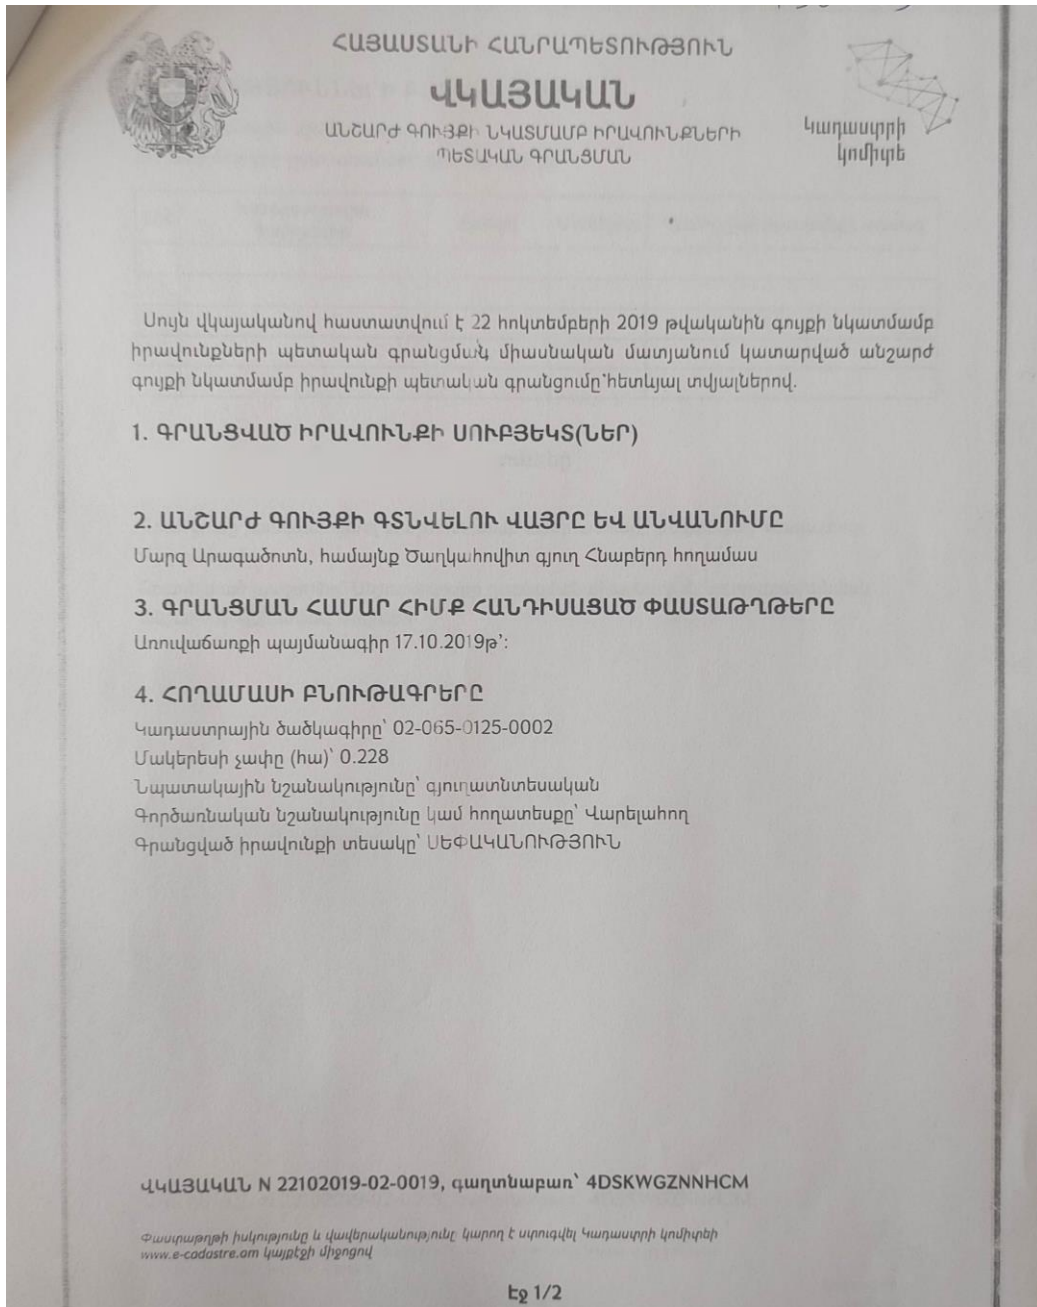 ՀԱՅԱՍՏԱՆԻ ՀԱՆՐԱՊԵՏՈՒԹՅՈՒՆ
ՎԿԱՅԱԿԱՆ
ԱՆՇԱՐԺ ԳՈՒՅՔԻ ՆԿԱՏՄԱՄԲ ԻՐԱՎՈՒՆՔՆԵՐԻ
ՊԵՏԱԿԱՆ ԳՐԱՆՑՄԱՆ
Կադաստրի
կոմիտե
Սույն վկայականով հաստատվում է 22 հոկտեմբերի 2019 թվականին գույքի նկատմամբ
իրավունքների պետական գրանցման միասնական մատյանում կատարված անշարժ
գույքի նկատմամբ իրավունքի պետական գրանցումը՝հետևյալ տվյալներով.
1. ԳՐԱՆՑՎԱԾ ԻՐԱՎՈՒՆՔԻ ՍՈՒԲՅԵԿՏ(ՆԵՐ)
2. ԱՆՇԱՐԺ ԳՈՒՅՔԻ ԳՏՆՎԵԼՈՒ ՎԱՅՐԸ ԵՎ ԱՆՎԱՆՈՒՄԸ
Մարզ Արագածոտն, համայնք Ծաղկահովիտ գյուղ Հնաբերդ հողամաս
3. ԳՐԱՆՑՄԱՆ ՀԱՄԱՐ ՀԻՄՔ ՀԱՆԴԻՍԱՑԱԾ ՓԱՍՏԱԹՂԹԵՐԸ
Առուվաճառքի պայմանագիր 17.10.2019թ՚:
4. ՀՈՂԱՄԱՍԻ ԲՆՈՒԹԱԳՐԵՐԸ
Կադաստրային ծածկագիրը՝ 02-065-0125-0002
Մակերեսի չափը (հա)՝ 0.228
Նպատակային նշանակությունը՝ գյուղատնտեսական
Գործառնական նշանակությունը կամ հողատեսքը՝ Վարելահող
Գրանցված իրավունքի տեսակը՝ ՍԵՓԱԿԱՆՈՒԹՅՈՒՆ
ՎԿԱՅԱԿԱՆ N 22102019-02-0019, գաղտնաբառ՝ 4DSKWGZNNHCM
Փաստաթղթի իսկությունը և վավերականությունը կարող է ստուգվել Կադաստրի կոմիտեի
www.e-cadastre.am կայքէջի միջոցով
Էջ 1/2